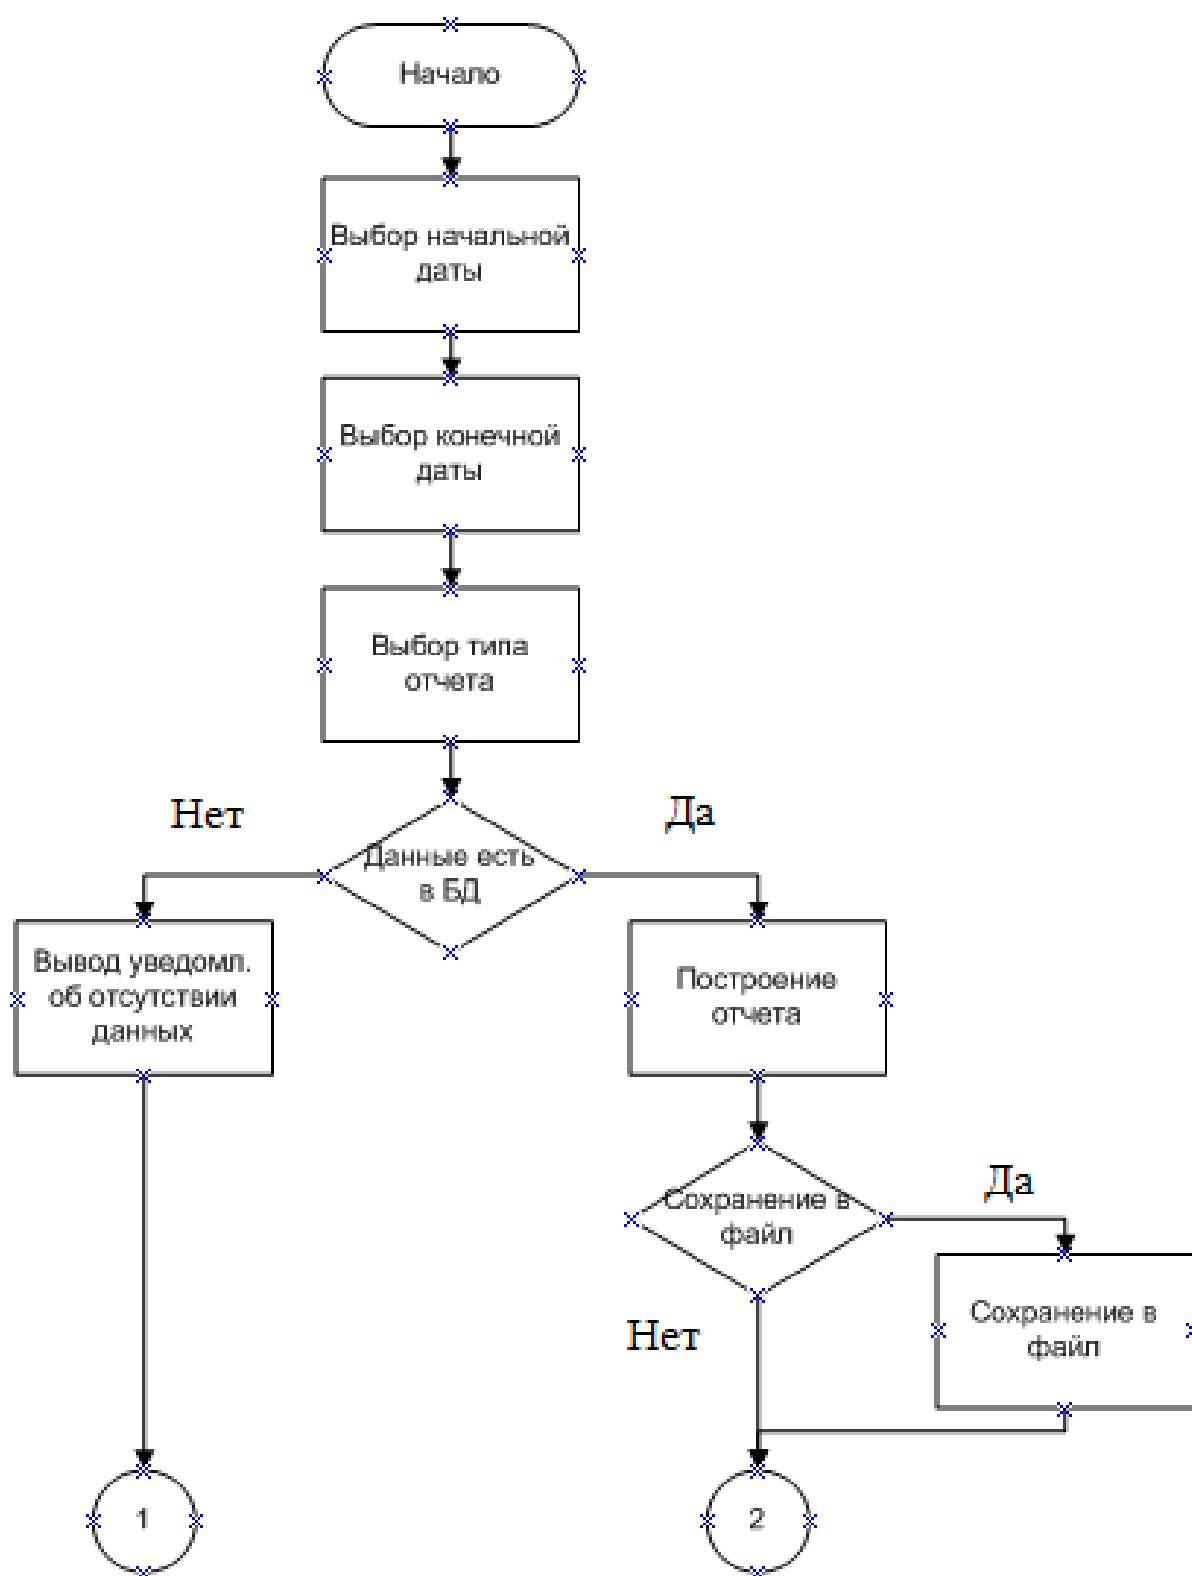 Начало
Выбор начальной
даты
Выбор конечной
даты
Выбор типа
отчета
Нет
Да
Данные есть
в БД
Вывод уведомл.
об отсутствии
данных
Построение
отчета
Сохранение в
файл
Да
Нет
Сохранение в
файл
1
2